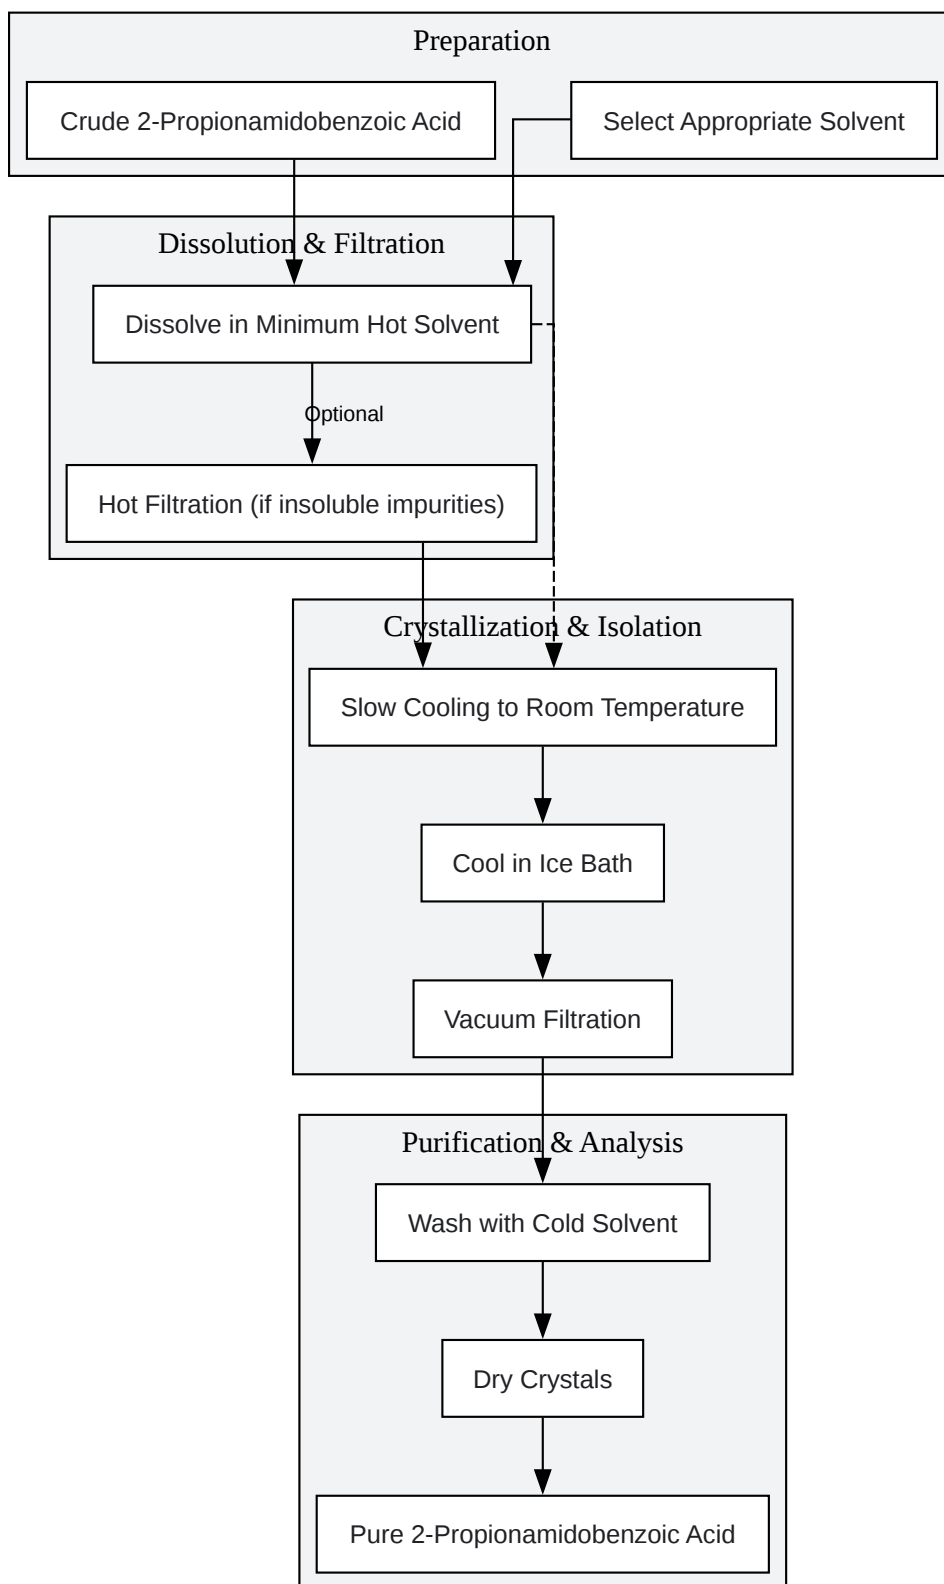 Preparation
Crude 2-Propionamidobenzoic Acid
Select Appropriate Solvent
Dissolution & Filtration
Dissolve in Minimum Hot Solvent
Optional
Hot Filtration (if insoluble impurities)
Crystallization & Isolation
Slow Cooling to Room Temperature
Cool in Ice Bath
Vacuum Filtration
Purification & Analysis
Wash with Cold Solvent
Dry Crystals
Pure 2-Propionamidobenzoic Acid